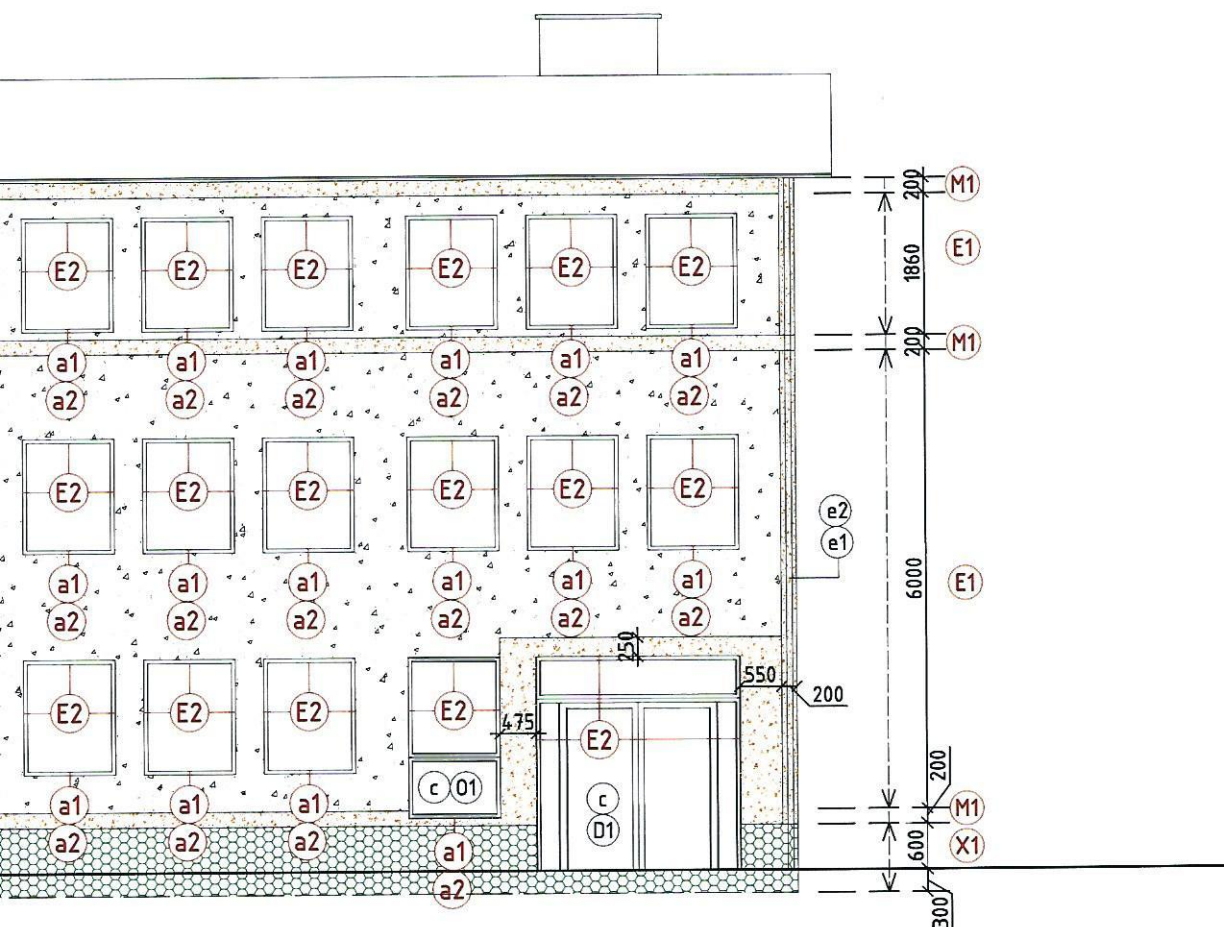 200 M1
E2 E2 E2 E2 E2 E2 1860 E1
a1 a1 a1 a1 a1 a1 200 M1
a2 a2 a2 a2 a2 a2
E2 E2 E2 E2 E2 E2 e2
e1
a1 a1 a1 a1 a1 a1 6000 E1
a2 a2 a2 a2 a2 a2
250
550
200
E2 E2 E2 E2 475 E2
c O1 c 200
D1
a1 a1 a1 M1
a2 a2 a2 a1 600 X1
a2 300